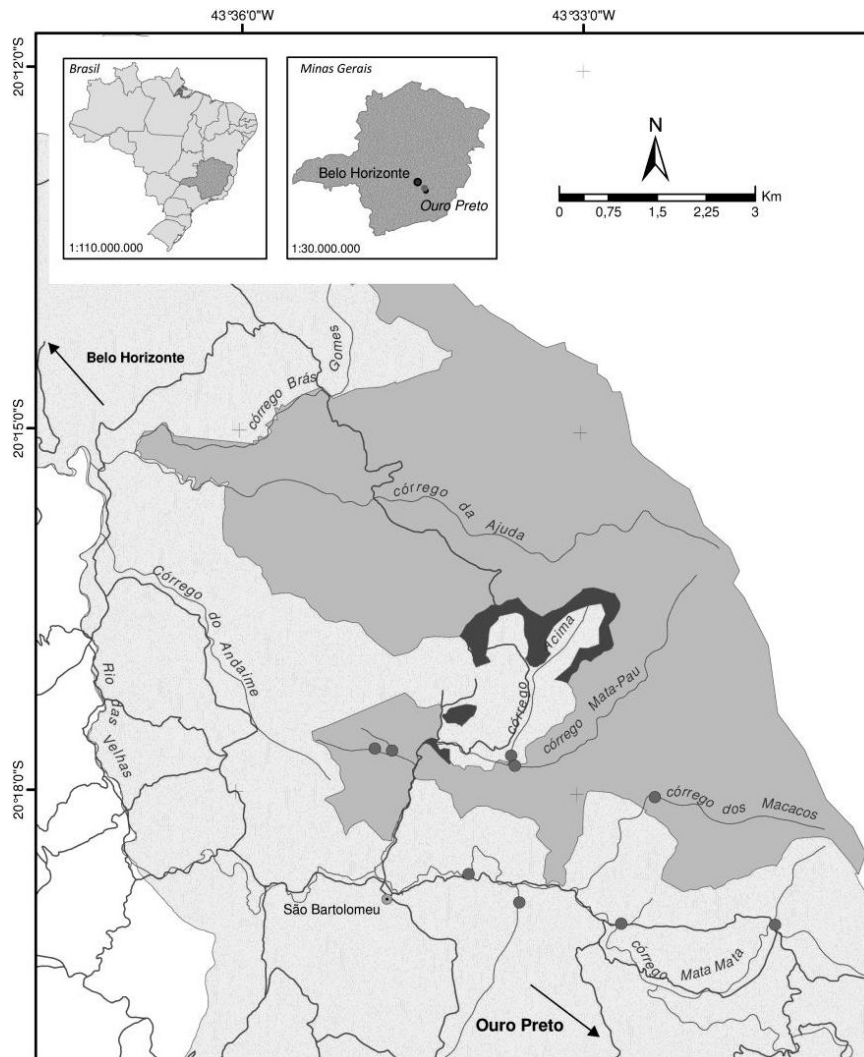 43°36'0"W
43°33'0"W
20°12'0"S
Brasil
1:110.000.000
Minas Gerais
Belo Horizonte
Ouro Preto
1:30.000.000
N
Km
0 0,75 1,5 2,25 3
Belo Horizonte
córrego Brás Gomes
20°15'0"S
córrego da Ajuda
Córrego do Andaime
córrego Acima
córrego Mata-Pau
Rio das Velhas
20°18'0"S
córrego dos Macacos
São Bartolomeu
córrego Mata Mata
Ouro Preto